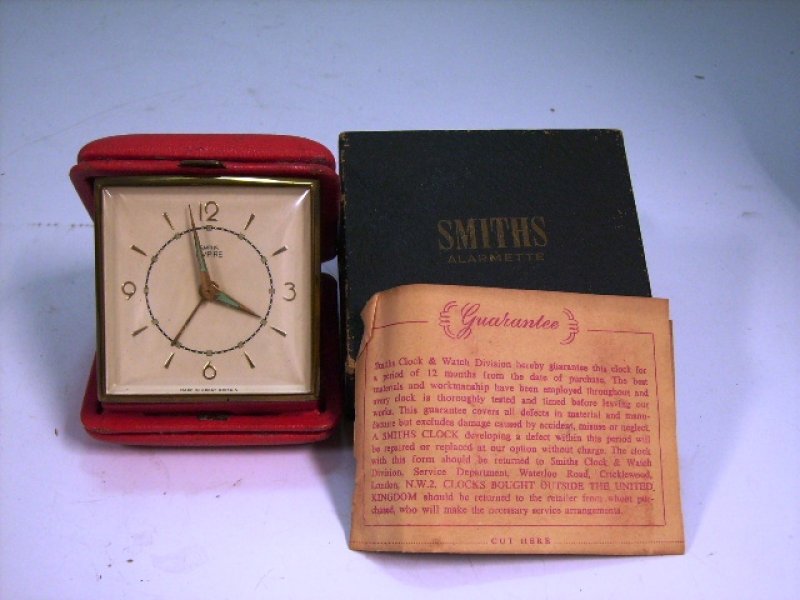 12
SMITHS
EMPIRE
9
3
6
MADE IN GREAT BRITAIN
SMITHS
ALARMETTE
Guarantee
Smiths Clock & Watch Division hereby guarantee this clock for
a period of 12 months from the date of purchase. The best
materials and workmanship have been employed throughout and
every clock is thoroughly tested and timed before leaving our
works. This guarantee covers all defects in material and manu-
facture but excludes damage caused by accident, misuse or neglect.
A SMITHS CLOCK developing a defect within this period will
be repaired or replaced at our option without charge. The clock
with this form should be returned to Smiths Clock & Watch
Division, Service Department, Waterloo Road, Cricklewood,
London, N.W.2. CLOCKS BOUGHT OUTSIDE THE UNITED
KINGDOM should be returned to the retailer from whom pur-
chased, who will make the necessary service arrangements.
CUT HERE